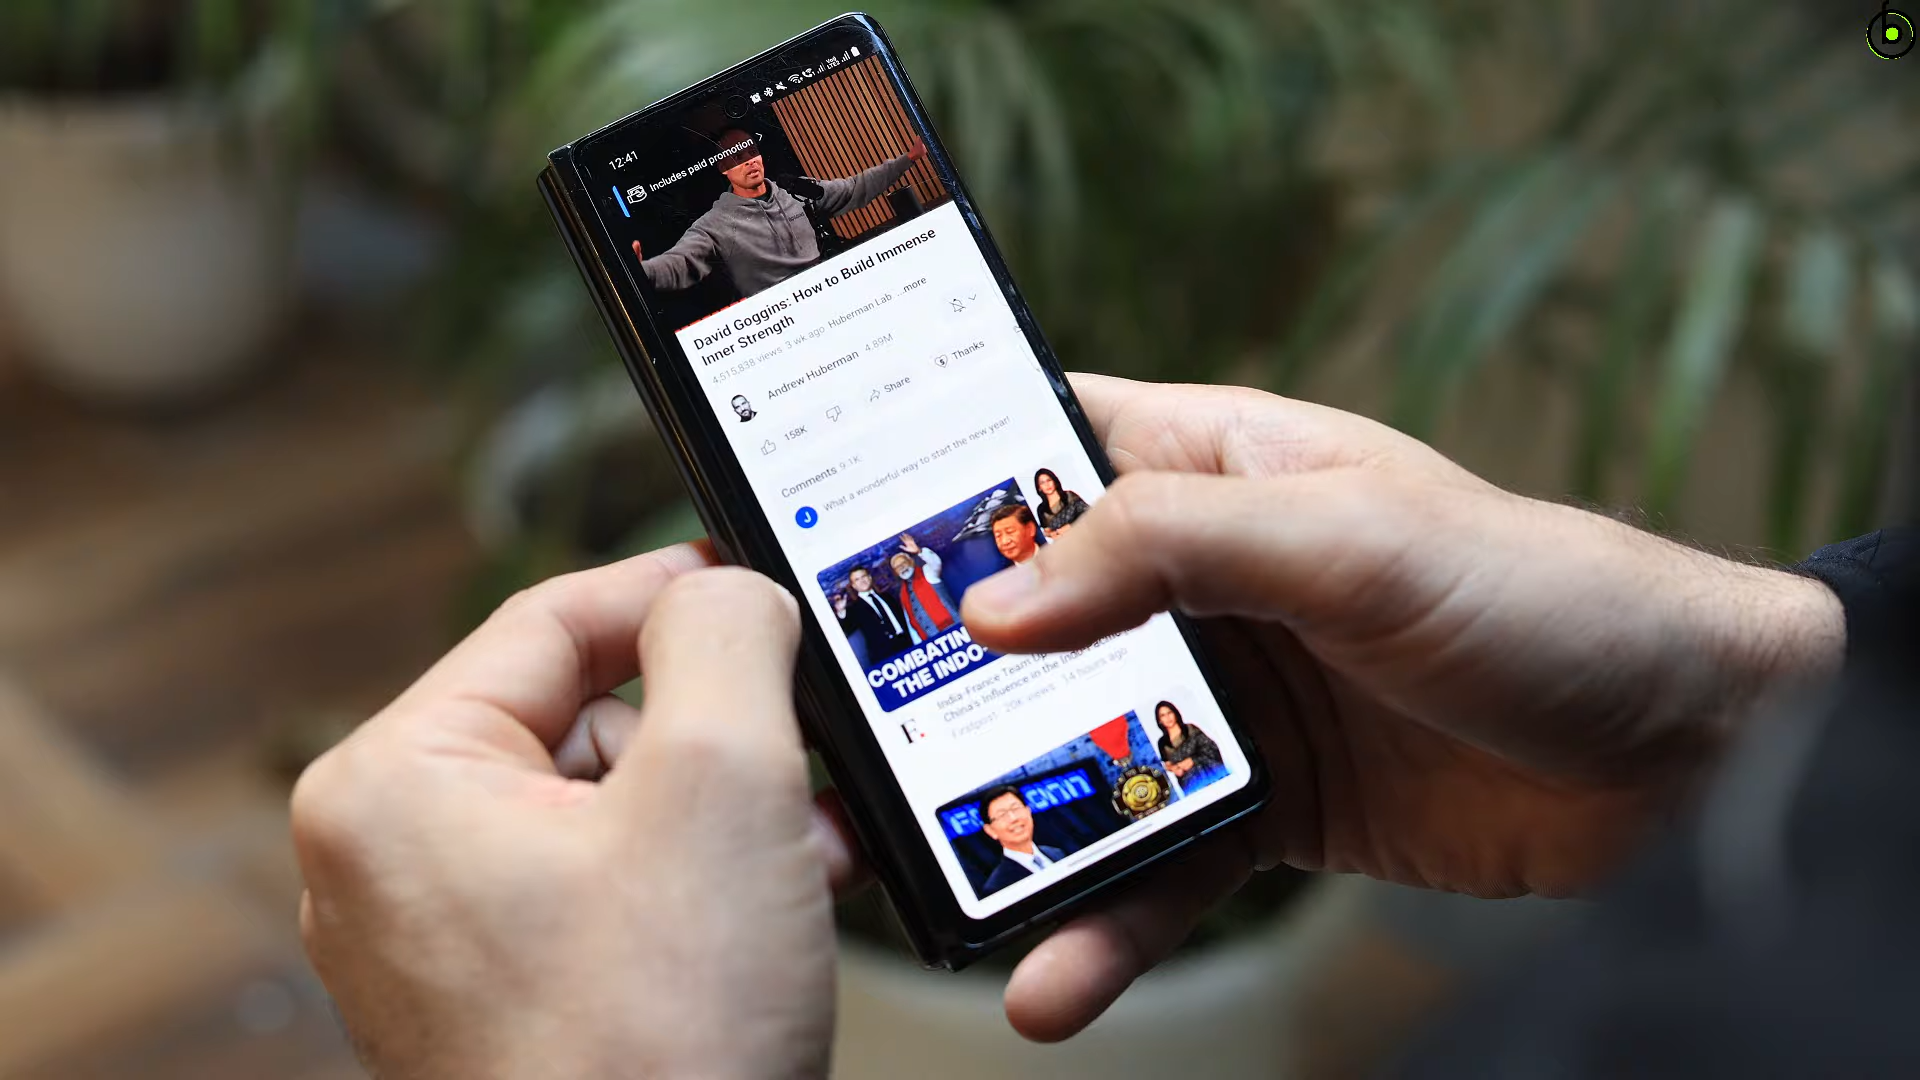 12:41
Includes paid promotion
David Goggins: How to Build Immense
Inner Strength
4,515,838 views 3 wk ago Huberman Lab ...more
Andrew Huberman 4.89M
158K
Share
Thanks
Comments 9.1K
J
What a wonderful way to start the new year!
COMBATIN
THE INDO-
India-France Team Up
China's Influence in the Indo-Pacific
Firstpost · 20K views · 14 hours ago
F.
b